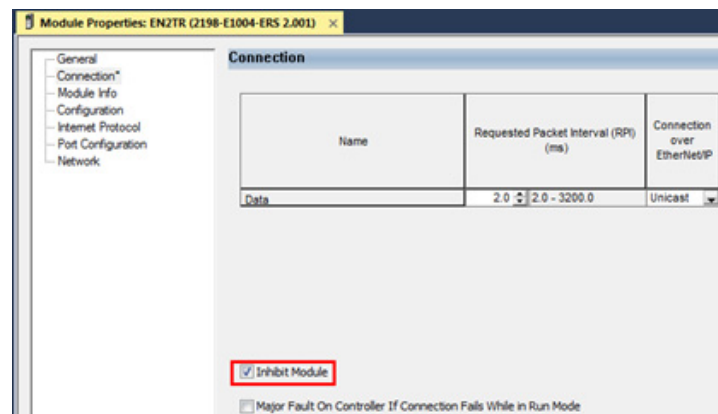 Module Properties: EN2TR (2198-E1004-ERS 2.001) ×
General
Connection*
Module Info
Configuration
Internet Protocol
Port Configuration
Network
Connection
Name
Requested Packet Interval (RPI)
(ms)
Connection
over
EtherNet/IP
Data
2.0
2.0 - 3200.0
Unicast
Inhibit Module
Major Fault On Controller If Connection Fails While in Run Mode